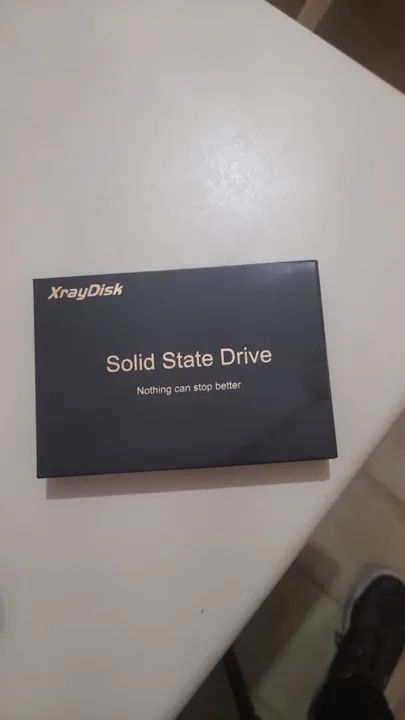 XrayDisk
Solid State Drive
Nothing can stop better